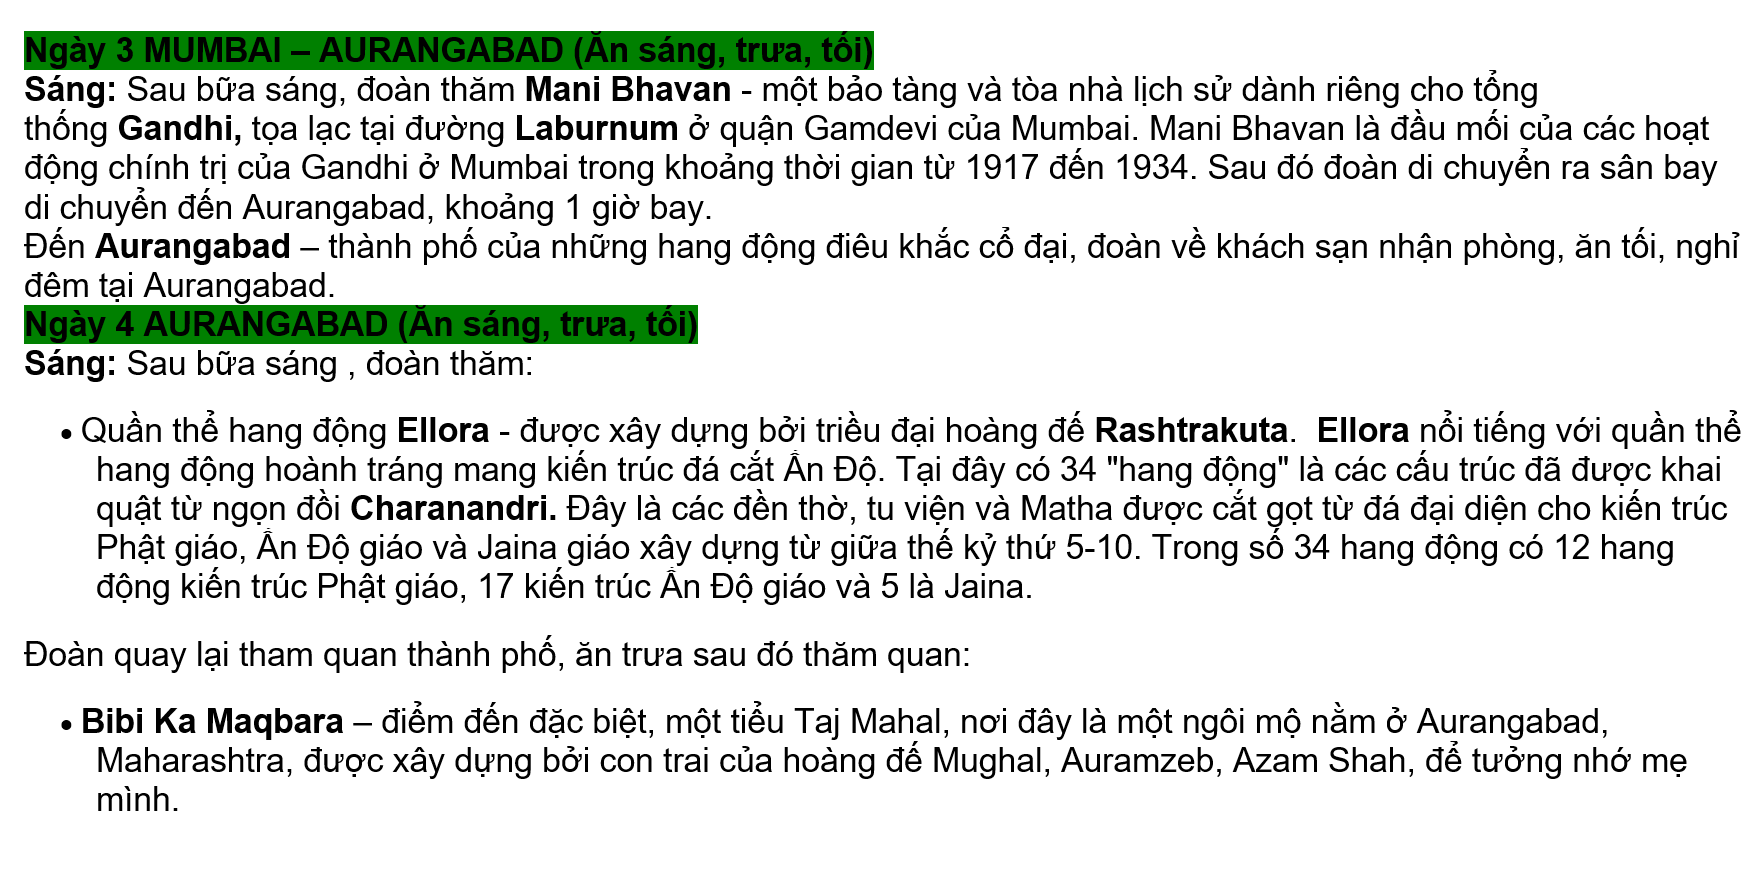 Ngày 3 MUMBAI – AURANGABAD (Ăn sáng, trưa, tối)
Sáng: Sau bữa sáng, đoàn thăm Mani Bhavan - một bảo tàng và tòa nhà lịch sử dành riêng cho tổng
thống Gandhi, tọa lạc tại đường Laburnum ở quận Gamdevi của Mumbai. Mani Bhavan là đầu mối của các hoạt
động chính trị của Gandhi ở Mumbai trong khoảng thời gian từ 1917 đến 1934. Sau đó đoàn di chuyển ra sân bay
di chuyển đến Aurangabad, khoảng 1 giờ bay.
Đến Aurangabad – thành phố của những hang động điêu khắc cổ đại, đoàn về khách sạn nhận phòng, ăn tối, nghỉ
đêm tại Aurangabad.
Ngày 4 AURANGABAD (Ăn sáng, trưa, tối)
Sáng: Sau bữa sáng , đoàn thăm:
• Quần thể hang động Ellora - được xây dựng bởi triều đại hoàng đế Rashtrakuta.  Ellora nổi tiếng với quần thể
hang động hoành tráng mang kiến trúc đá cắt Ấn Độ. Tại đây có 34 "hang động" là các cấu trúc đã được khai
quật từ ngọn đồi Charanandri. Đây là các đền thờ, tu viện và Matha được cắt gọt từ đá đại diện cho kiến trúc
Phật giáo, Ấn Độ giáo và Jaina giáo xây dựng từ giữa thế kỷ thứ 5-10. Trong số 34 hang động có 12 hang
động kiến trúc Phật giáo, 17 kiến trúc Ấn Độ giáo và 5 là Jaina.
Đoàn quay lại tham quan thành phố, ăn trưa sau đó thăm quan:
• Bibi Ka Maqbara – điểm đến đặc biệt, một tiểu Taj Mahal, nơi đây là một ngôi mộ nằm ở Aurangabad,
Maharashtra, được xây dựng bởi con trai của hoàng đế Mughal, Auramzeb, Azam Shah, để tưởng nhớ mẹ
mình.